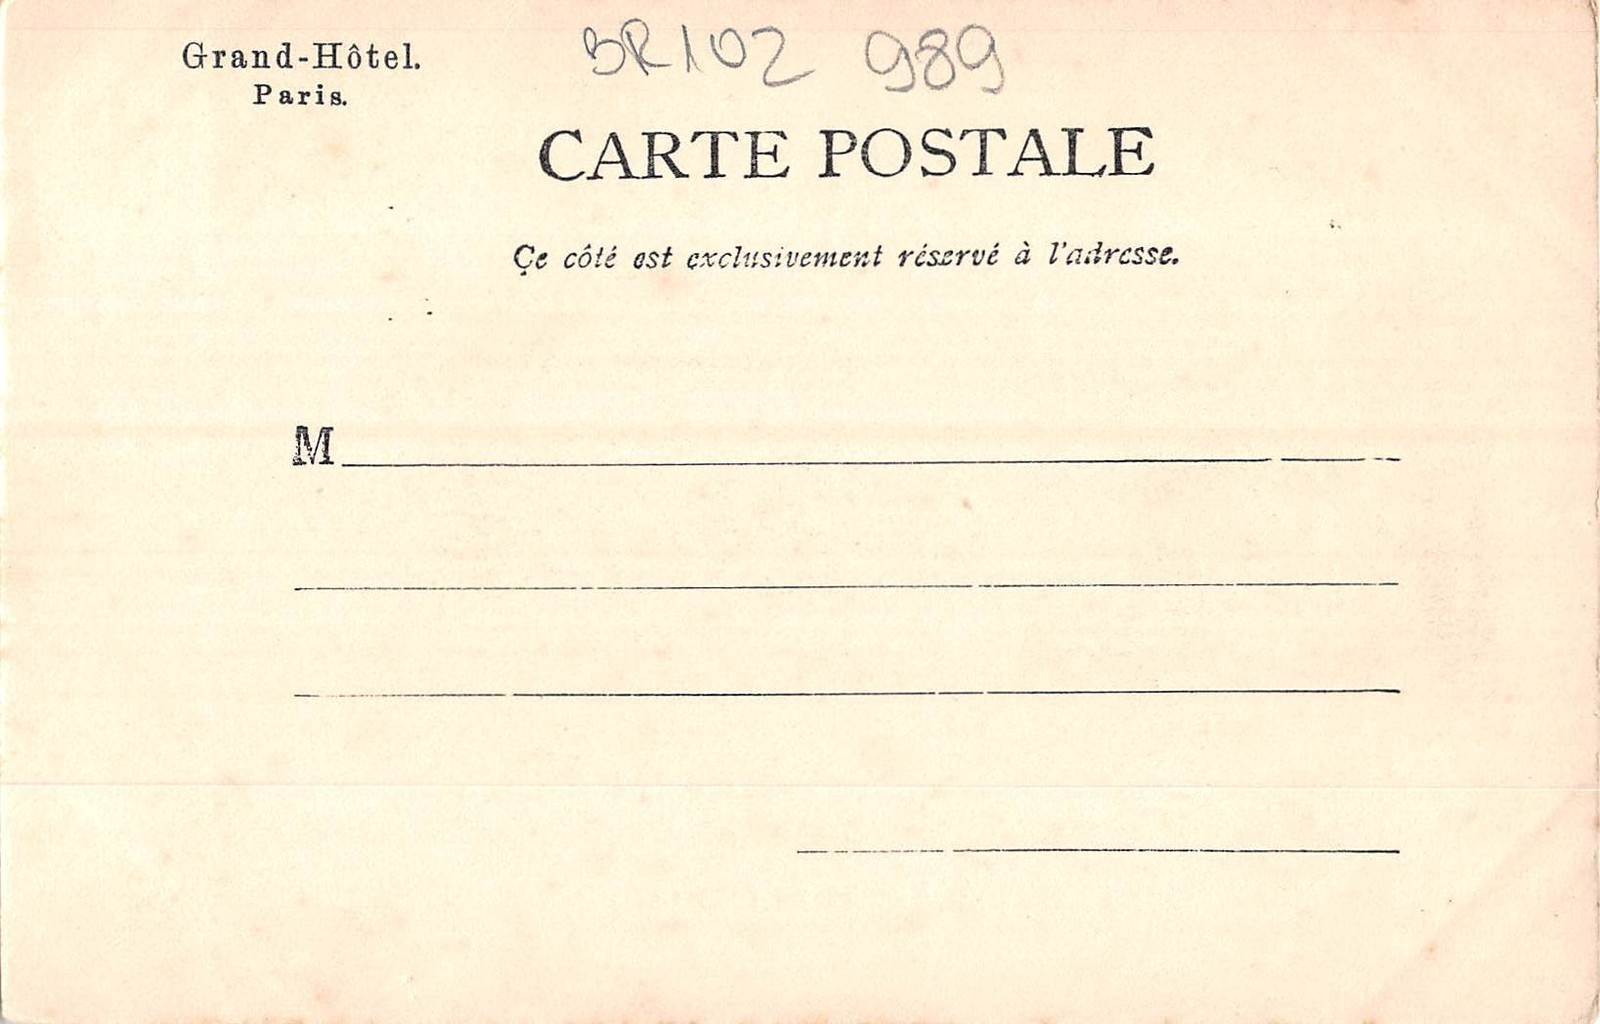 BR102 989
Grand-Hôtel.
Paris.
CARTE POSTALE
Ce côté est exclusivement réservé à l'adresse.
M